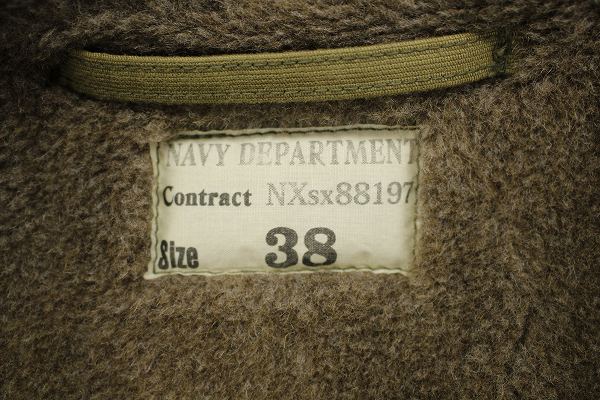 NAVY DEPARTMENT
Contract NXsx88197
Size 38